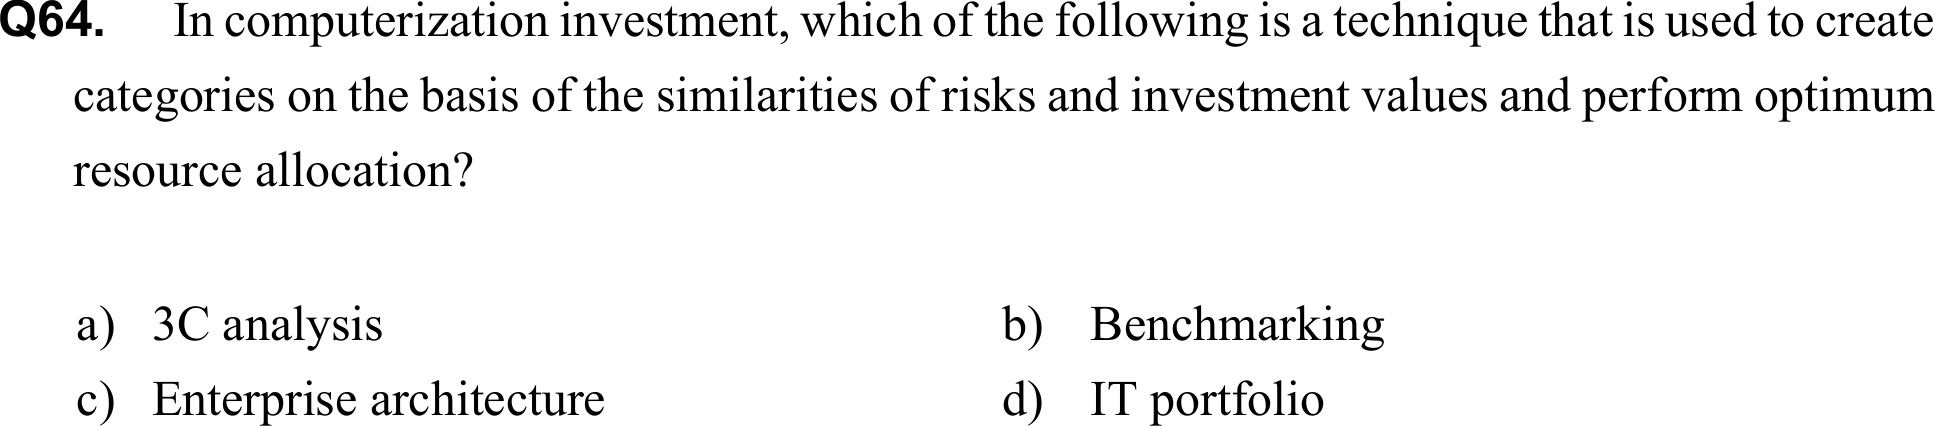 Q64. In computerization investment, which of the following is a technique that is used to create
categories on the basis of the similarities of risks and investment values and perform optimum
resource allocation?
a) 3C analysis b) Benchmarking
c) Enterprise architecture d) IT portfolio